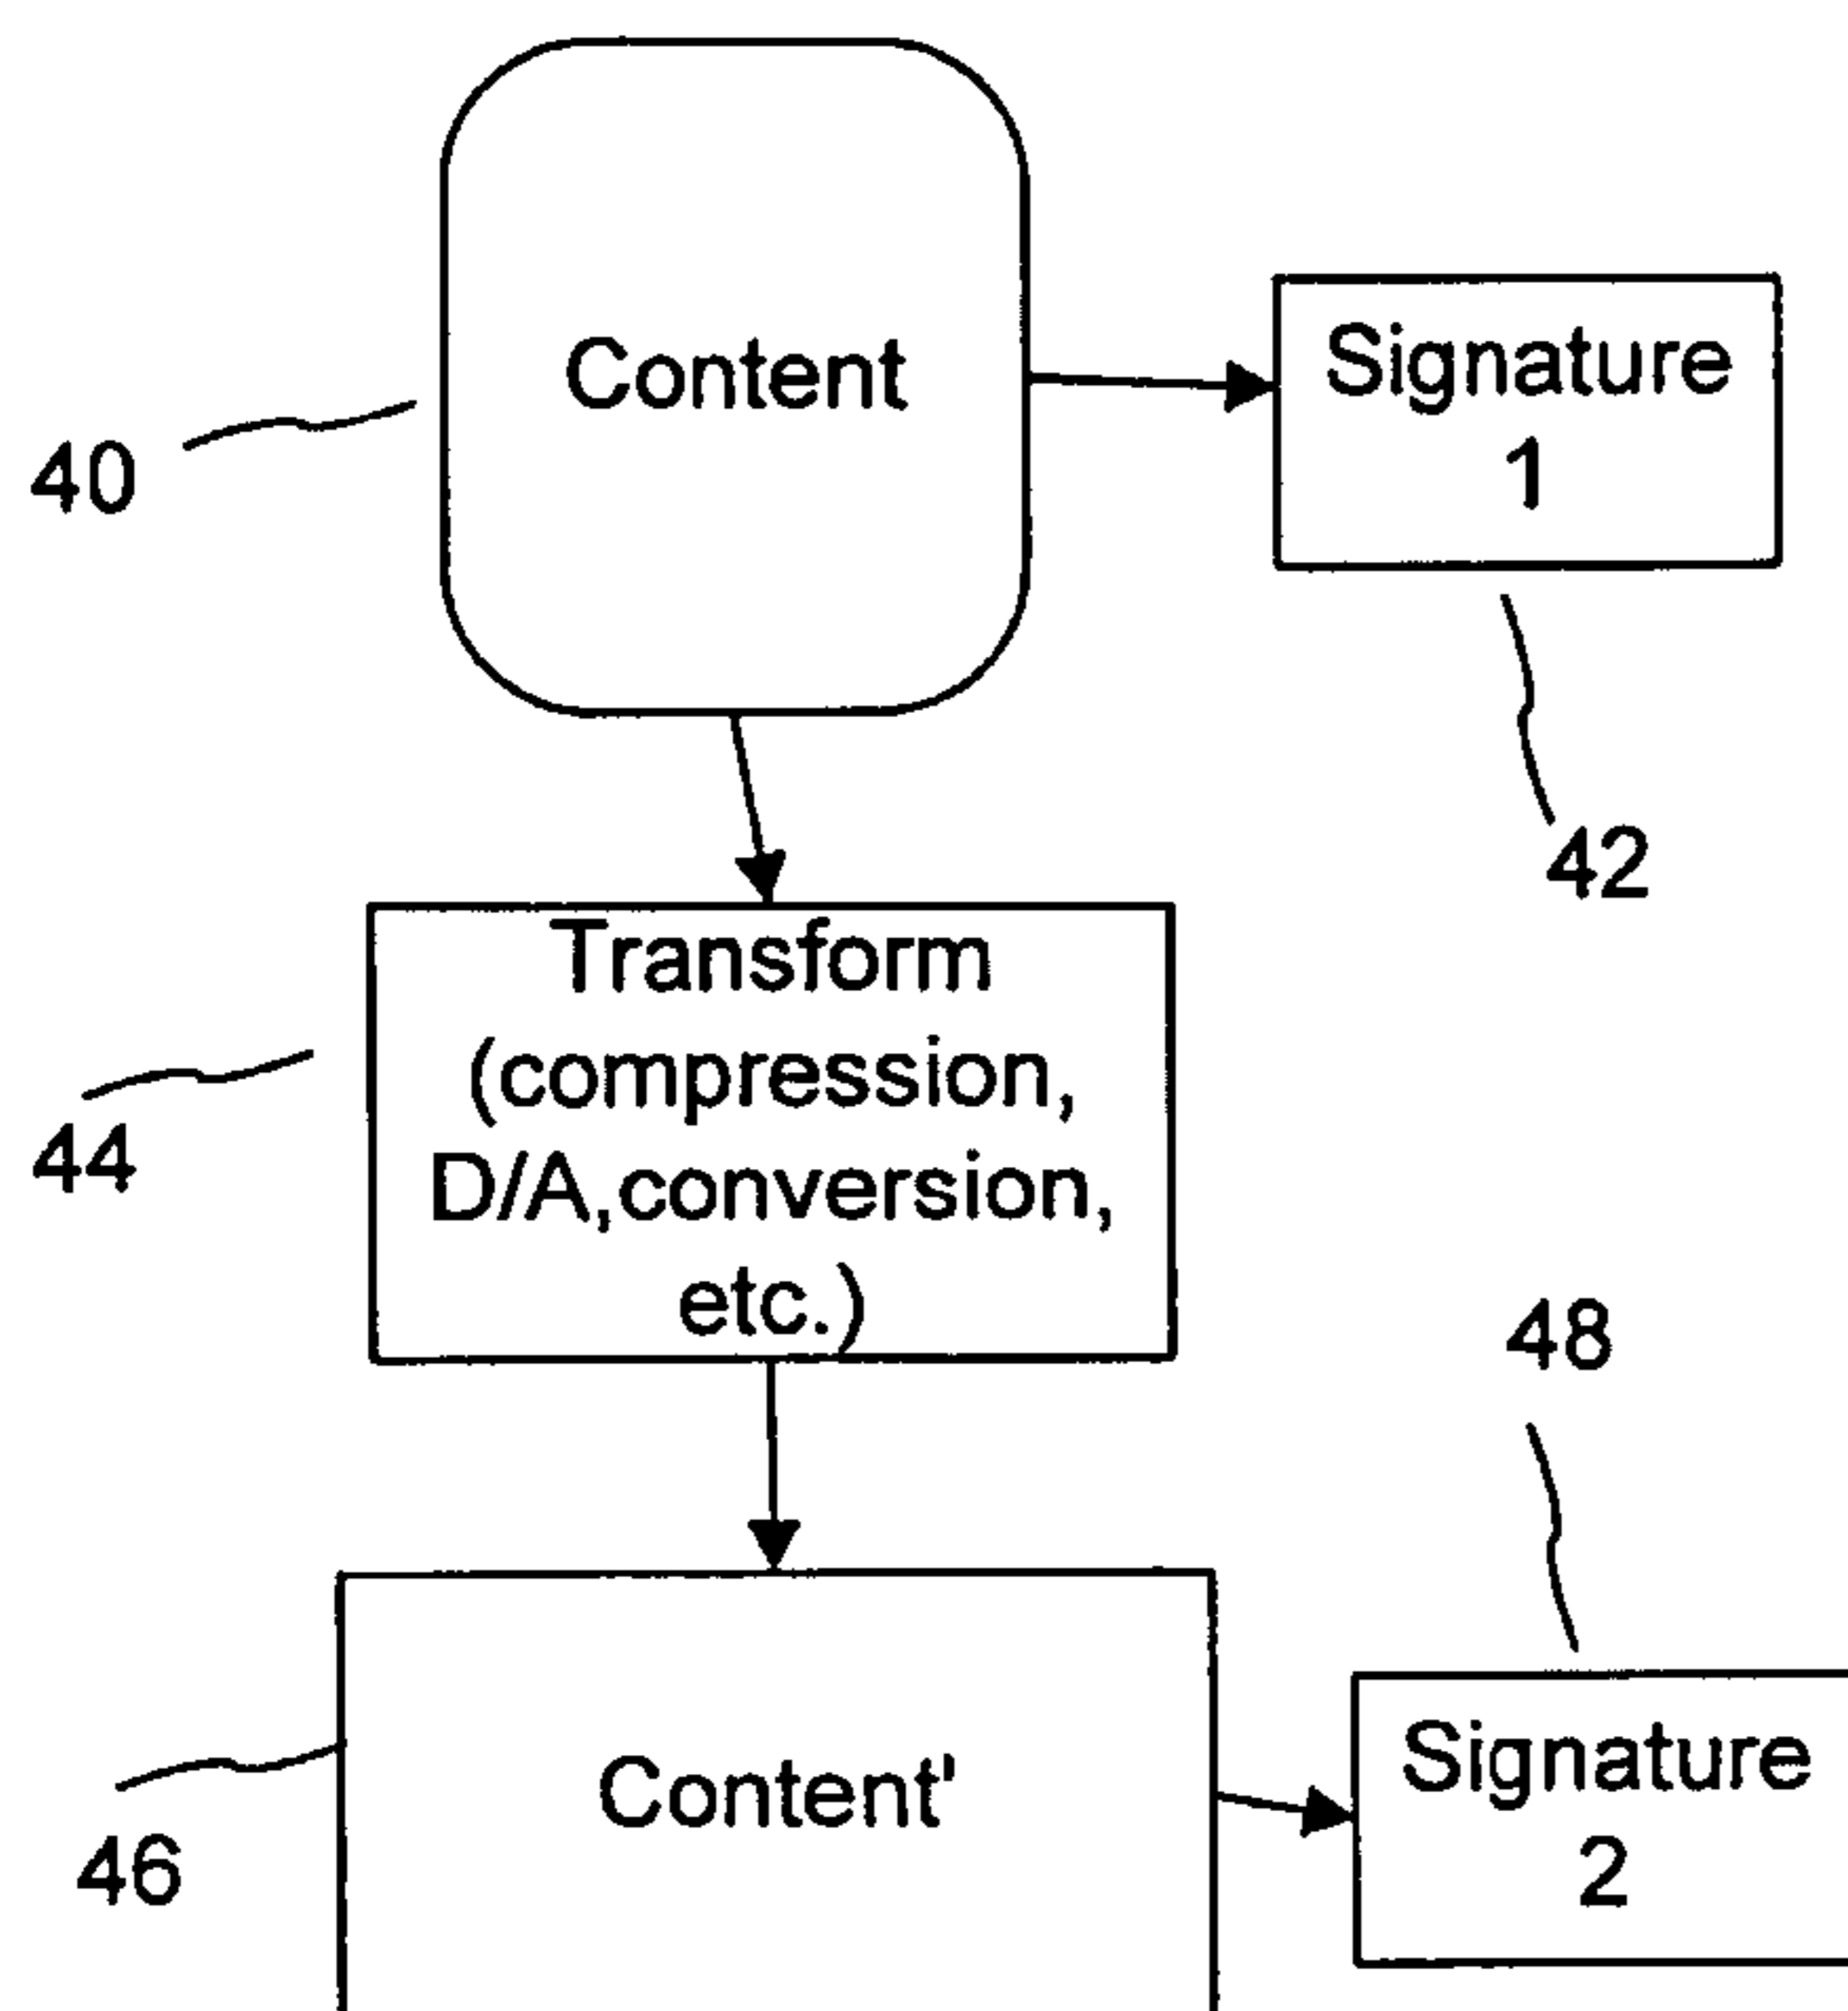 Content
Signature
1
40
42
Transform
(compression,
D/A,conversion,
etc.)
44
48
Content'
Signature
2
46